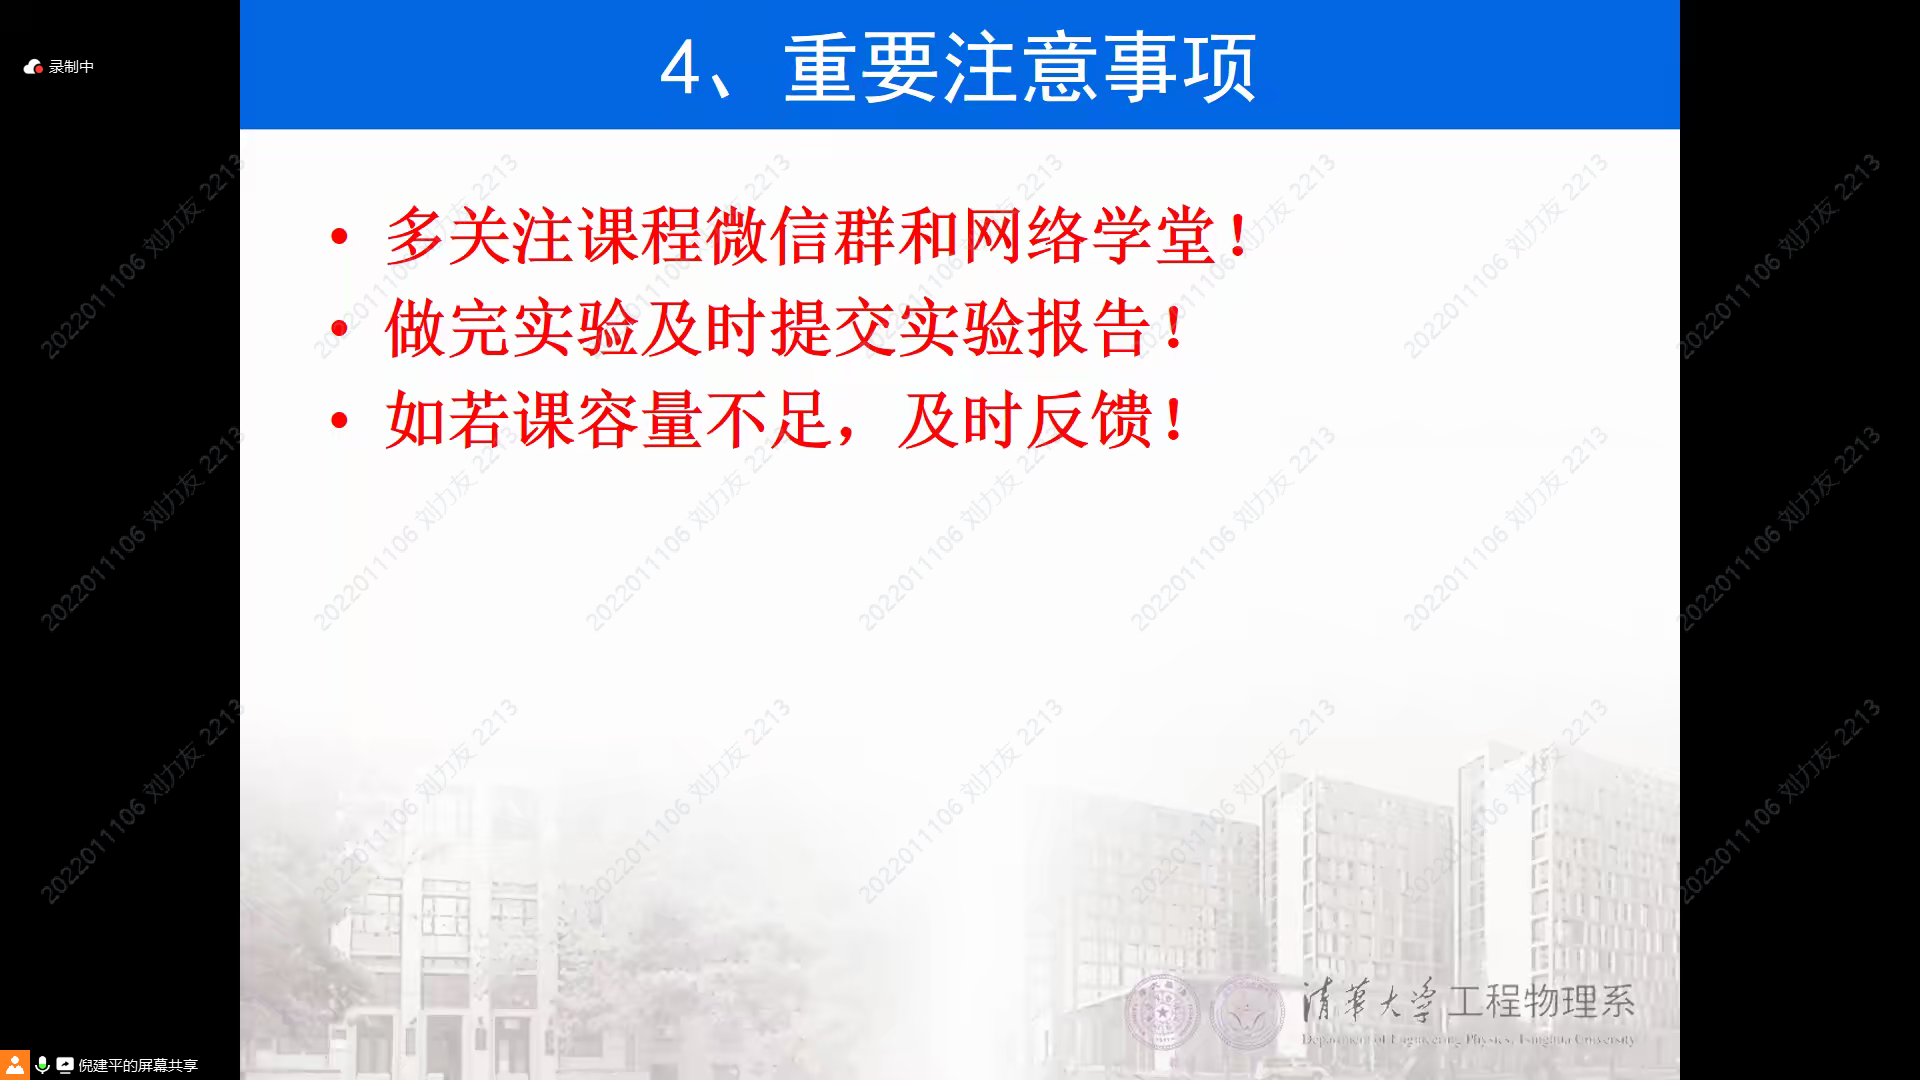 录制中
4、重要注意事项
• 多关注课程微信群和网络学堂！
• 做完实验及时提交实验报告！
• 如若课容量不足，及时反馈！
2022011106 刘力友 2213
清华大学 工程物理系
Department of Engineering Physics, Tsinghua University
倪建平的屏幕共享